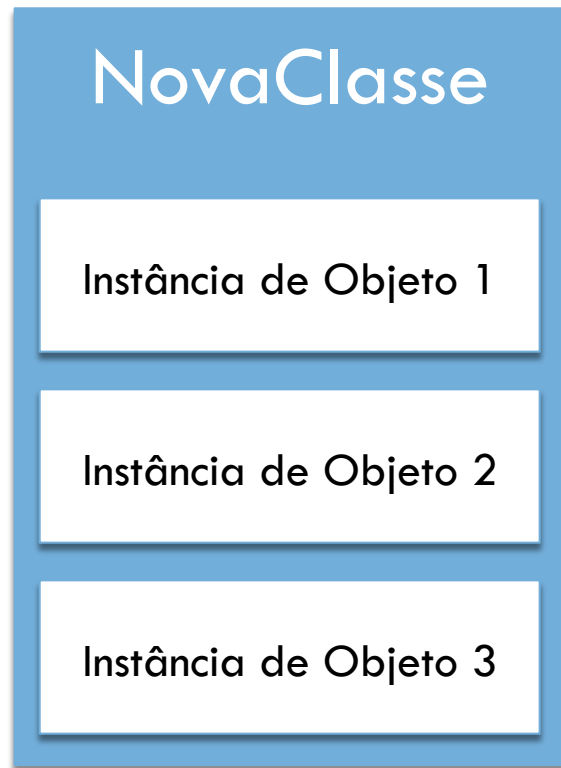 NovaClasse
Instância de Objeto 1
Instância de Objeto 2
Instância de Objeto 3